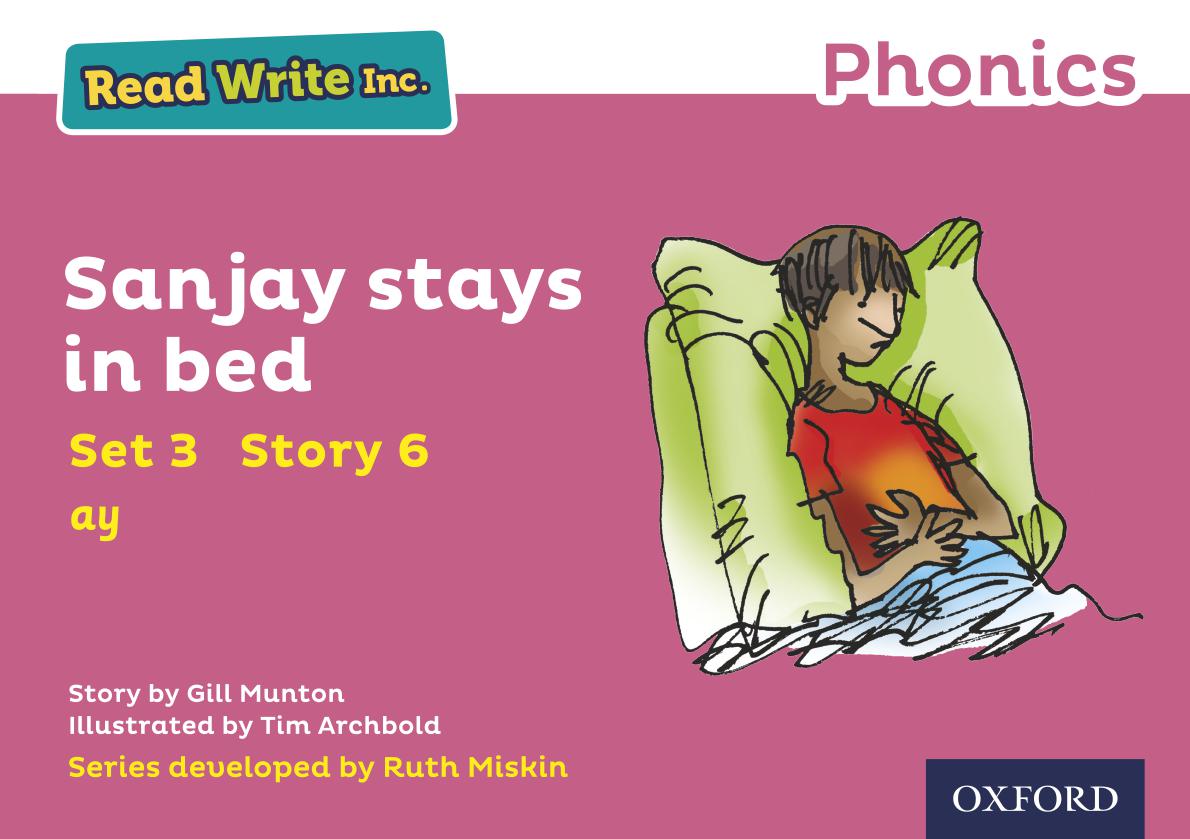 Read Write Inc.
Phonics
Sanjay stays
in bed
Set 3 Story 6
ay
Story by Gill Munton
Illustrated by Tim Archbold
Series developed by Ruth Miskin
OXFORD